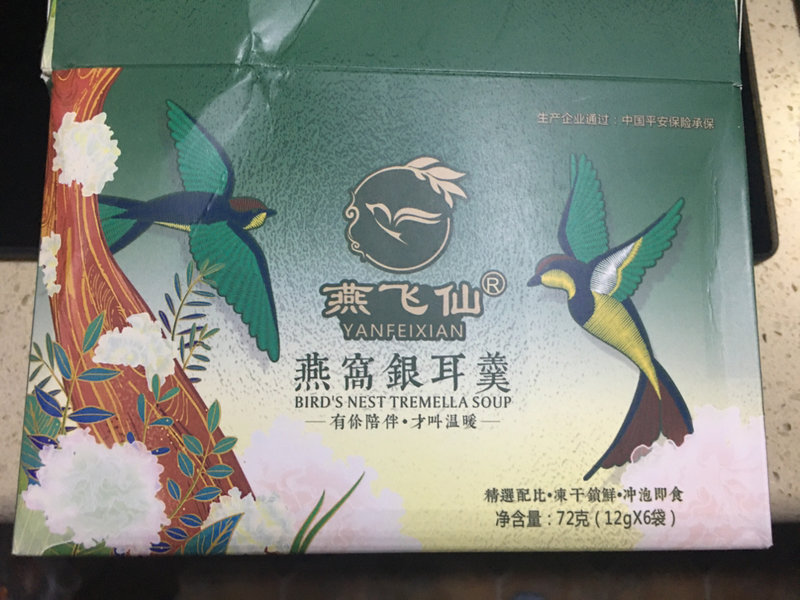 生产企业通过：中国平安保险承保
燕飞仙®
YANFEIXIAN
燕窩銀耳羹
BIRD'S NEST TREMELLA SOUP
有你陪伴•才叫温暖
精選配比•凍干鎖鮮•冲泡即食
净含量：72克（12gX6袋）